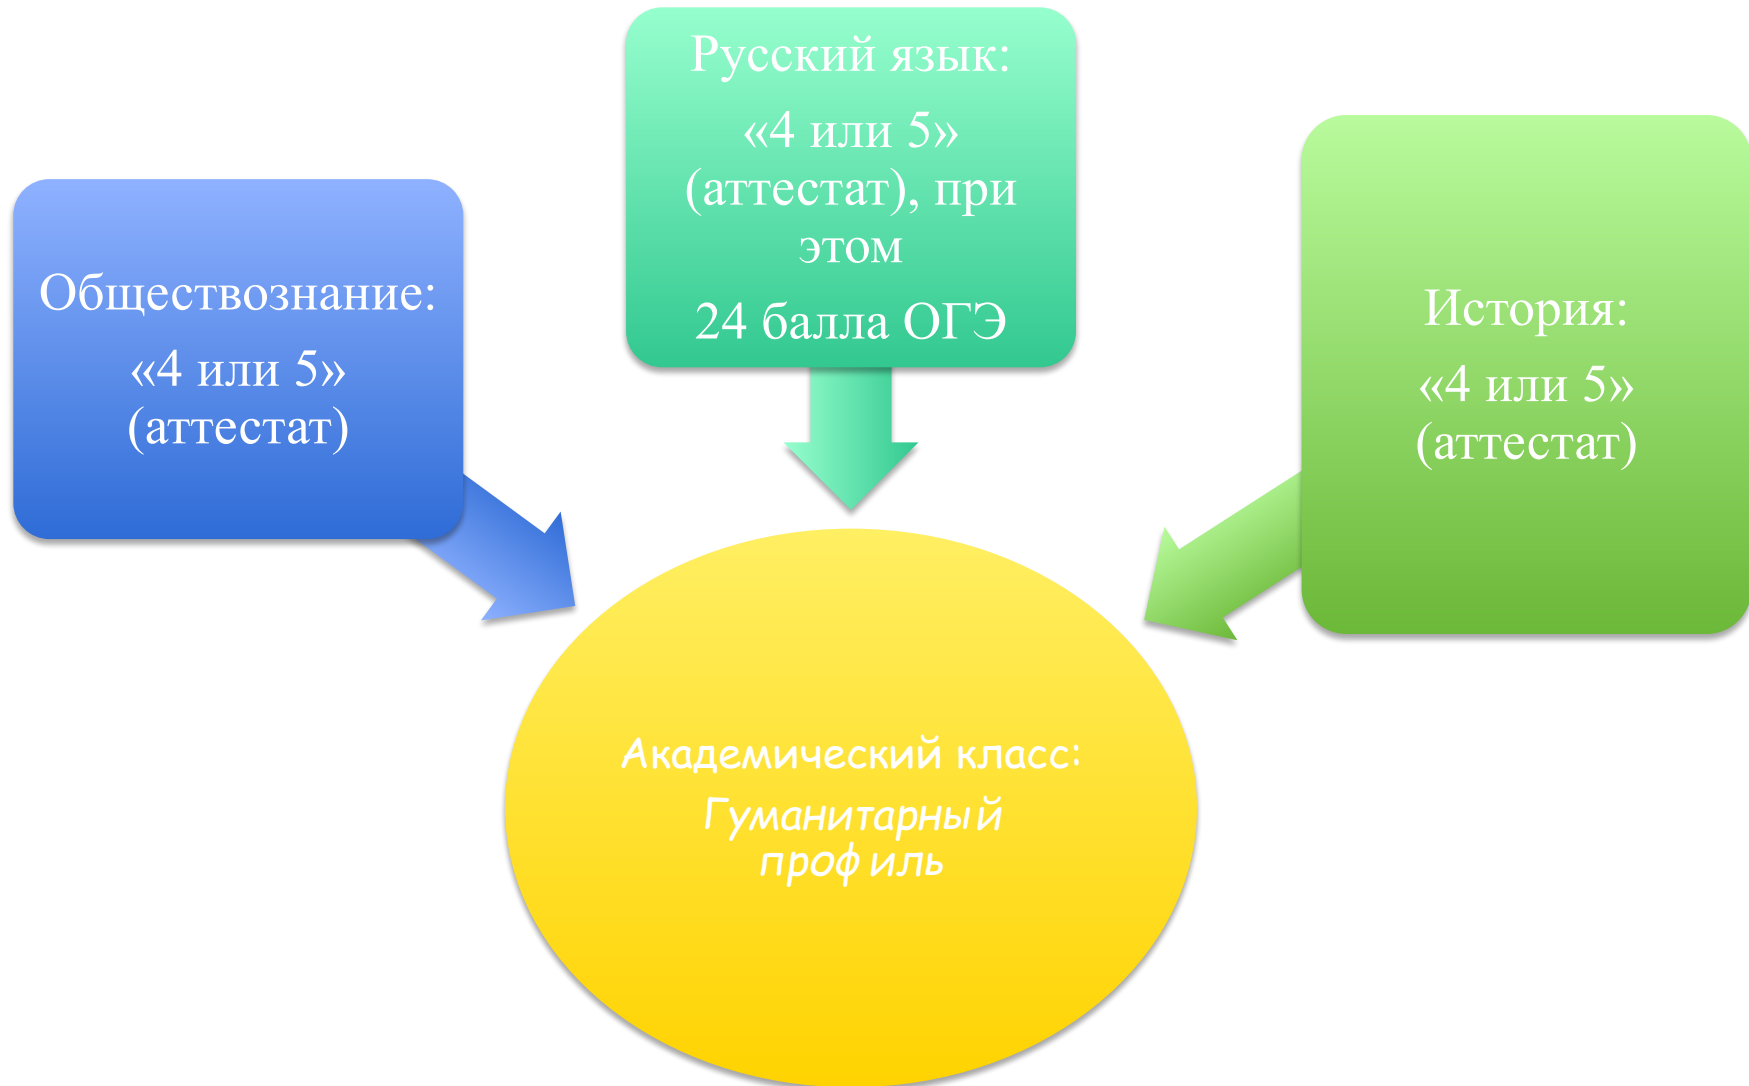 Обществознание:
«4 или 5»
(аттестат)
Русский язык:
«4 или 5»
(аттестат), при
этом
24 балла ОГЭ
История:
«4 или 5»
(аттестат)
Академический класс:
Гуманитарный
профиль